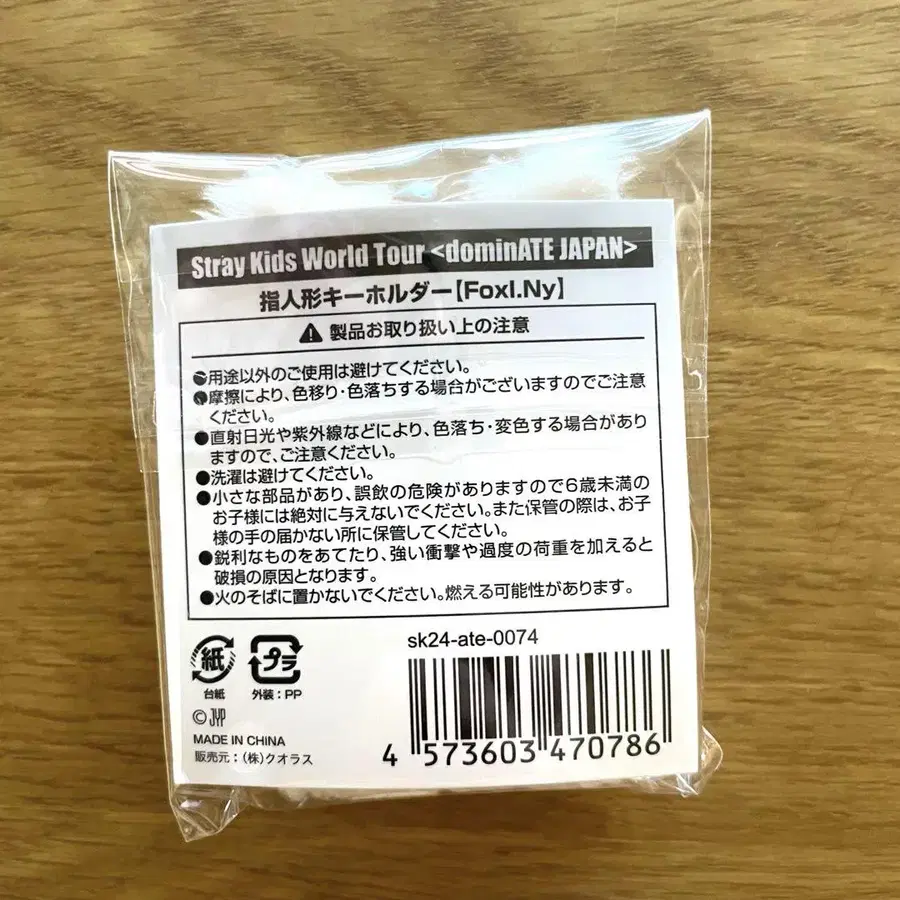 Stray Kids World Tour <dominATE JAPAN>
指人形キーホルダー【FoxI.Ny】
製品お取り扱い上の注意
●用途以外のご使用は避けてください。
●摩擦により、色移り・色落ちする場合がございますのでご注意
ください。
●直射日光や紫外線などにより、色落ち・変色する場合があり
ますので、ご注意ください。
●洗濯は避けてください。
●小さな部品があり、誤飲の危険がありますので6歳未満の
お子様には絶対に与えないでください。また保管の際は、お子
様の手の届かない所に保管してください。
●鋭利なものをあてたり、強い衝撃や過度の荷重を加えると
破損の原因となります。
●火のそばに置かないでください。燃える可能性があります。
sk24-ate-0074
紙
台紙
プラ
外装：PP
© JYP
MADE IN CHINA
販売元：(株)クオラス
4 573603 470786